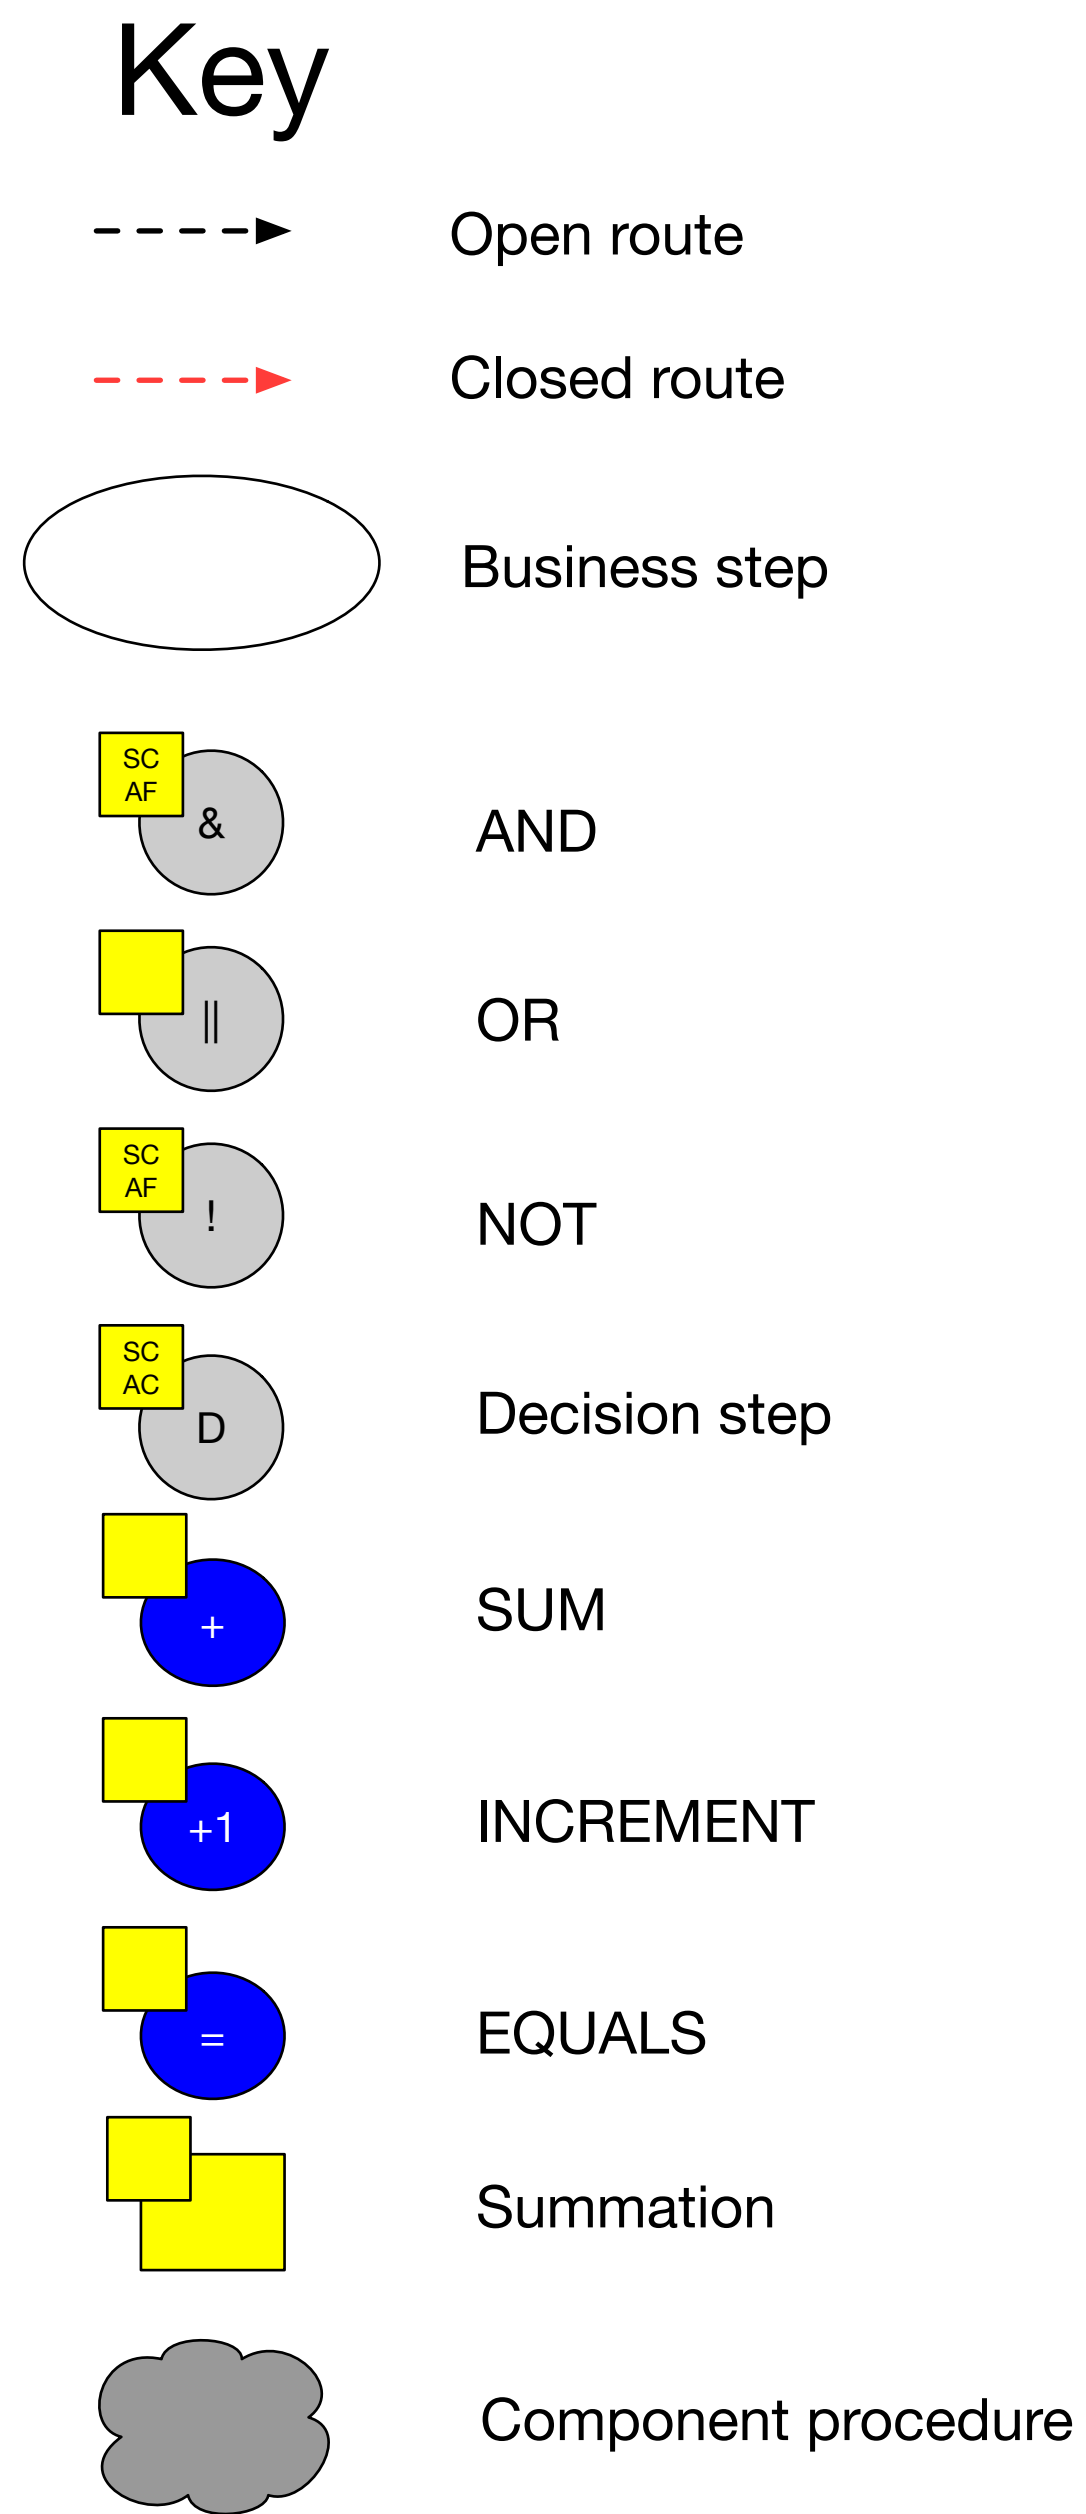 Key
Open route
Closed route
Business step
SC
AF
&
AND
||
OR
SC
AF
!
NOT
SC
AC
D
Decision step
+
SUM
+1
INCREMENT
=
EQUALS
Summation
Component procedure